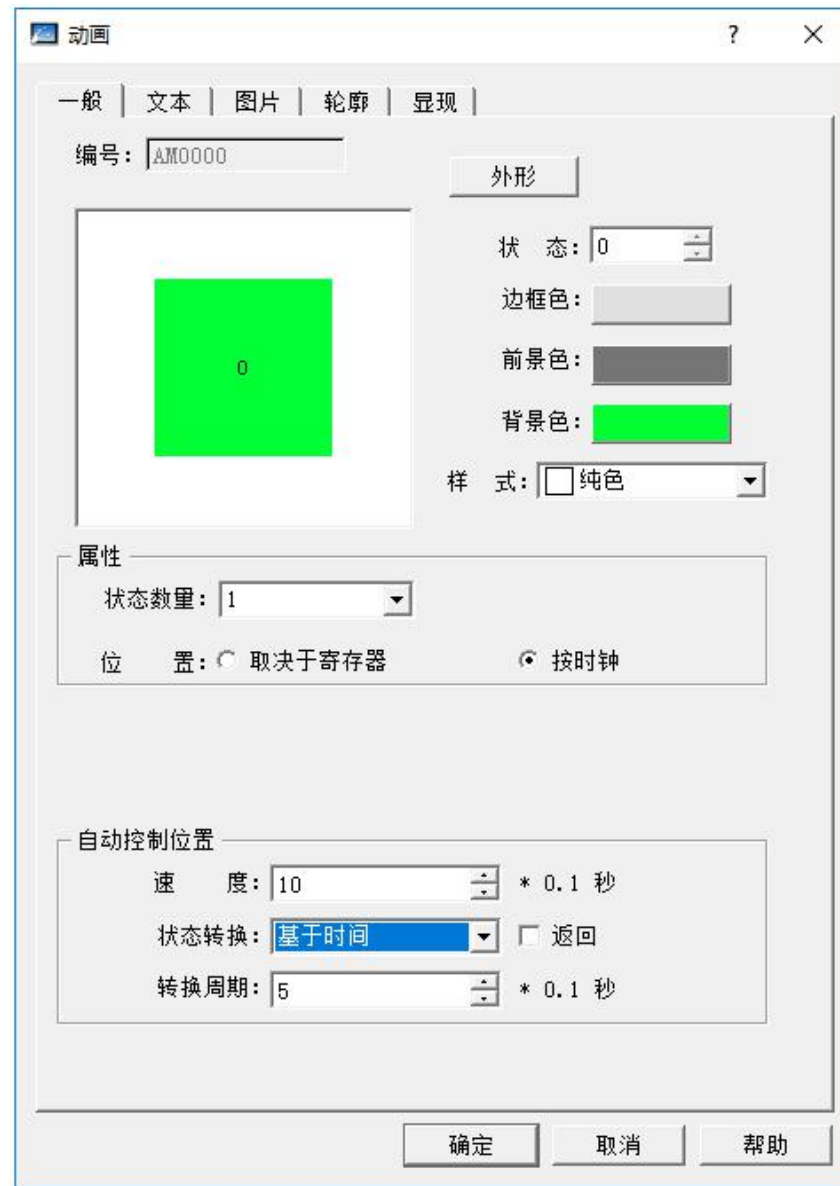 动画 ?
一般 文本 图片 轮廓 显现
编号: AM0000
外形
状 态: 0
0
边框色:
前景色:
背景色:
样 式: 纯色
属性
状态数量: 1
位 置: 取决于寄存器 按时钟
自动控制位置
速 度: 10 * 0.1 秒
状态转换: 基于时间 返回
转换周期: 5 * 0.1 秒
确定 取消 帮助